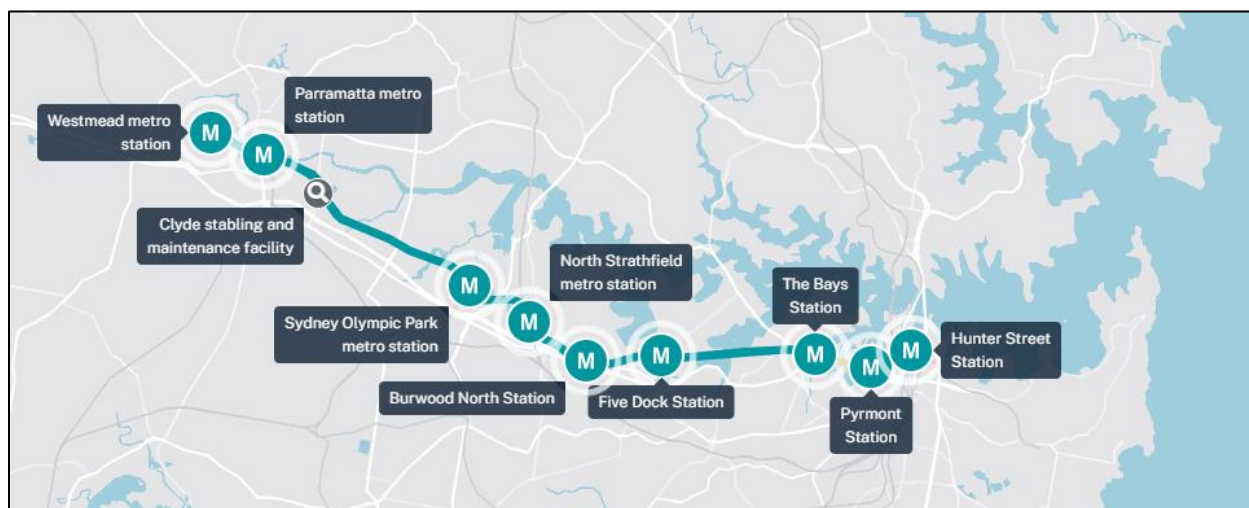 Westmead metro
station
M
Parramatta metro
station
M
Clyde stabling and
maintenance facility
Sydney Olympic Park
metro station
M
North Strathfield
metro station
M
Burwood North Station
M
Five Dock Station
M
The Bays
Station
M
Pyrmont
Station
M
Hunter Street
Station
M